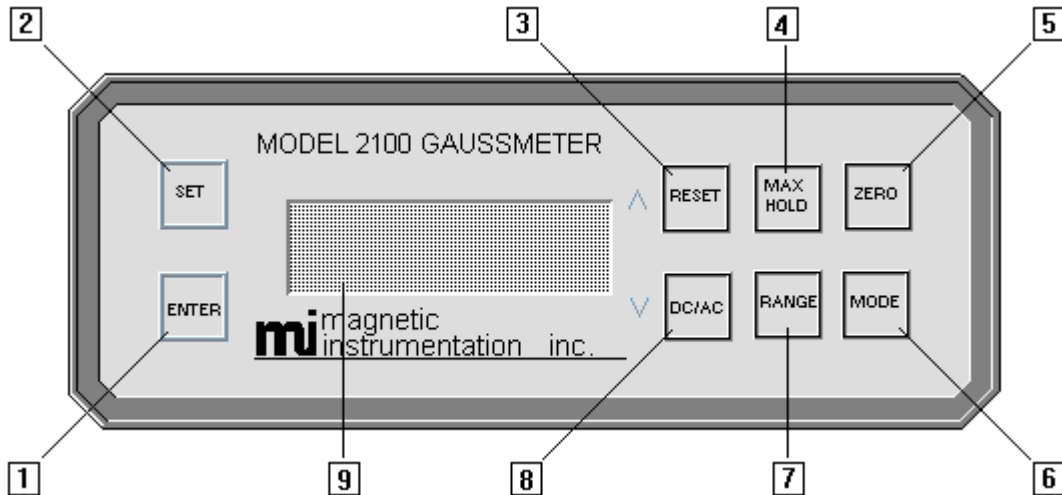 2
3
4
5
MODEL 2100 GAUSSMETER
SET
RESET
MAX
HOLD
ZERO
ENTER
DC/AC
RANGE
MODE
mi magnetic
instrumentation inc.
1
9
8
7
6